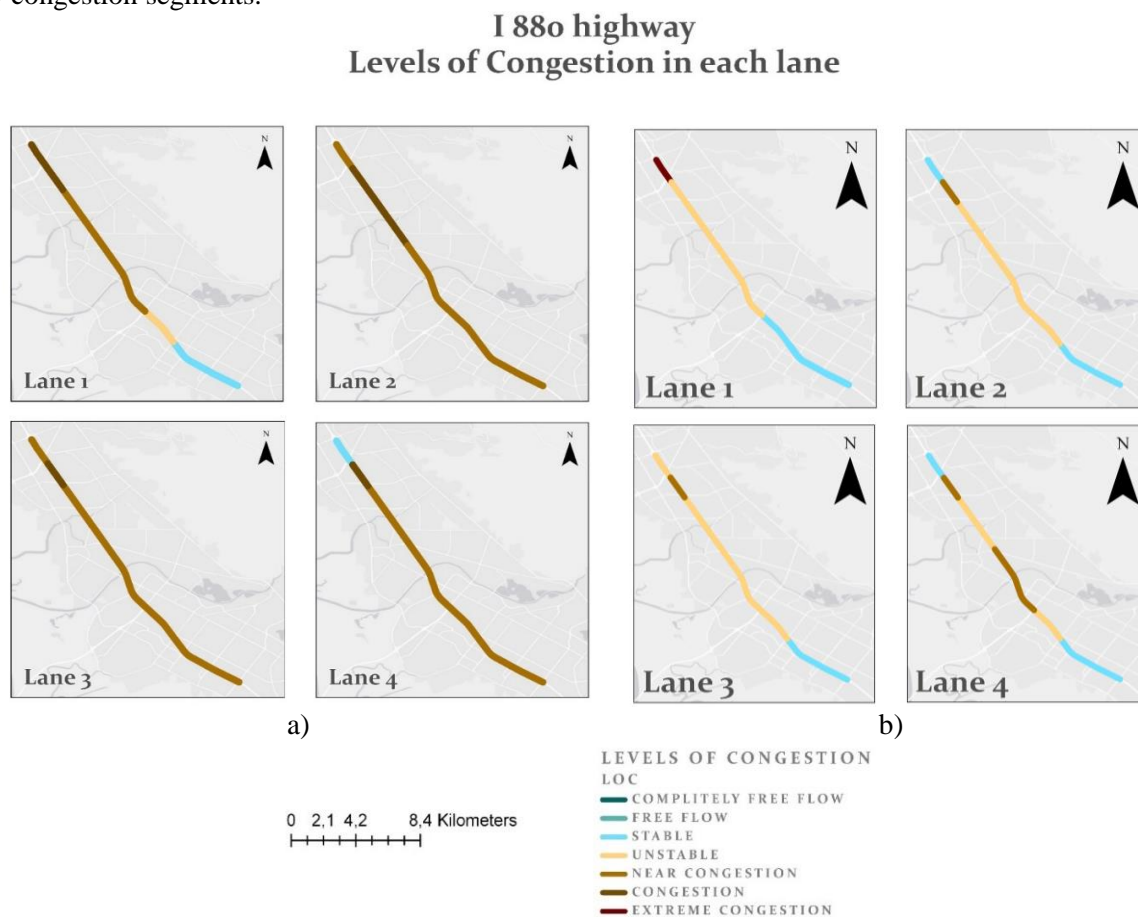 congestion segments.
I 880 highway
Levels of Congestion in each lane
N
Lane 1
N
Lane 2
N
Lane 1
N
Lane 2
N
Lane 3
N
Lane 4
N
Lane 3
N
Lane 4
a)
b)
LEVELS OF CONGESTION
LOC
COMPLITELY FREE FLOW
FREE FLOW
STABLE
UNSTABLE
NEAR CONGESTION
CONGESTION
EXTREME CONGESTION
0 2,1 4,2 8,4 Kilometers